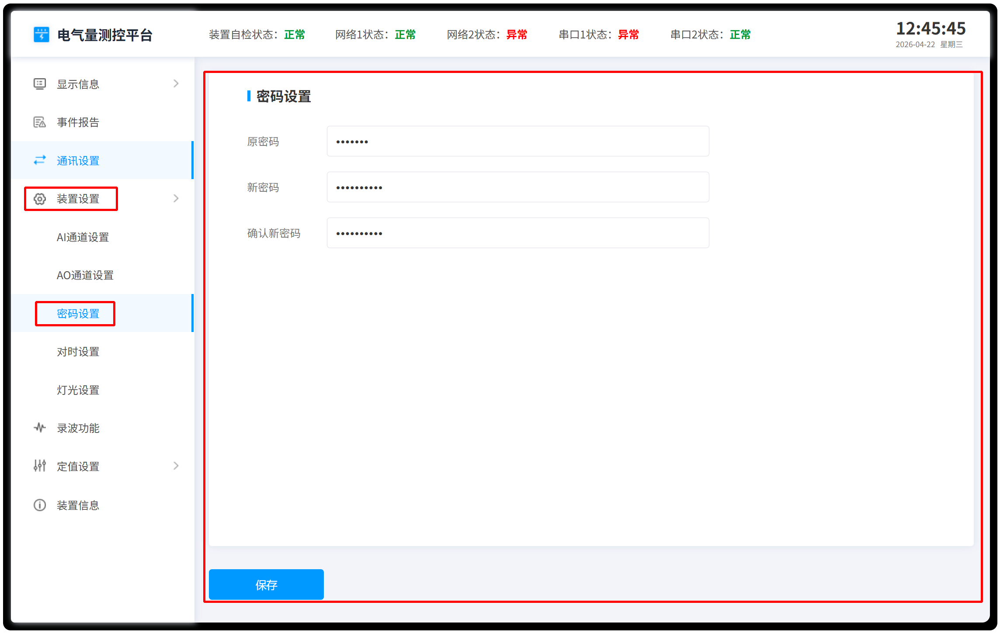 电气量测控平台
装置自检状态：正常 网络1状态：正常 网络2状态：异常 串口1状态：异常 串口2状态：正常
12:45:45
2026-04-22 星期三
显示信息
事件报告
通讯设置
装置设置
AI通道设置
AO通道设置
密码设置
对时设置
灯光设置
录波功能
定值设置
装置信息
密码设置
原密码 •••••••
新密码 ••••••••••
确认新密码 ••••••••••
保存